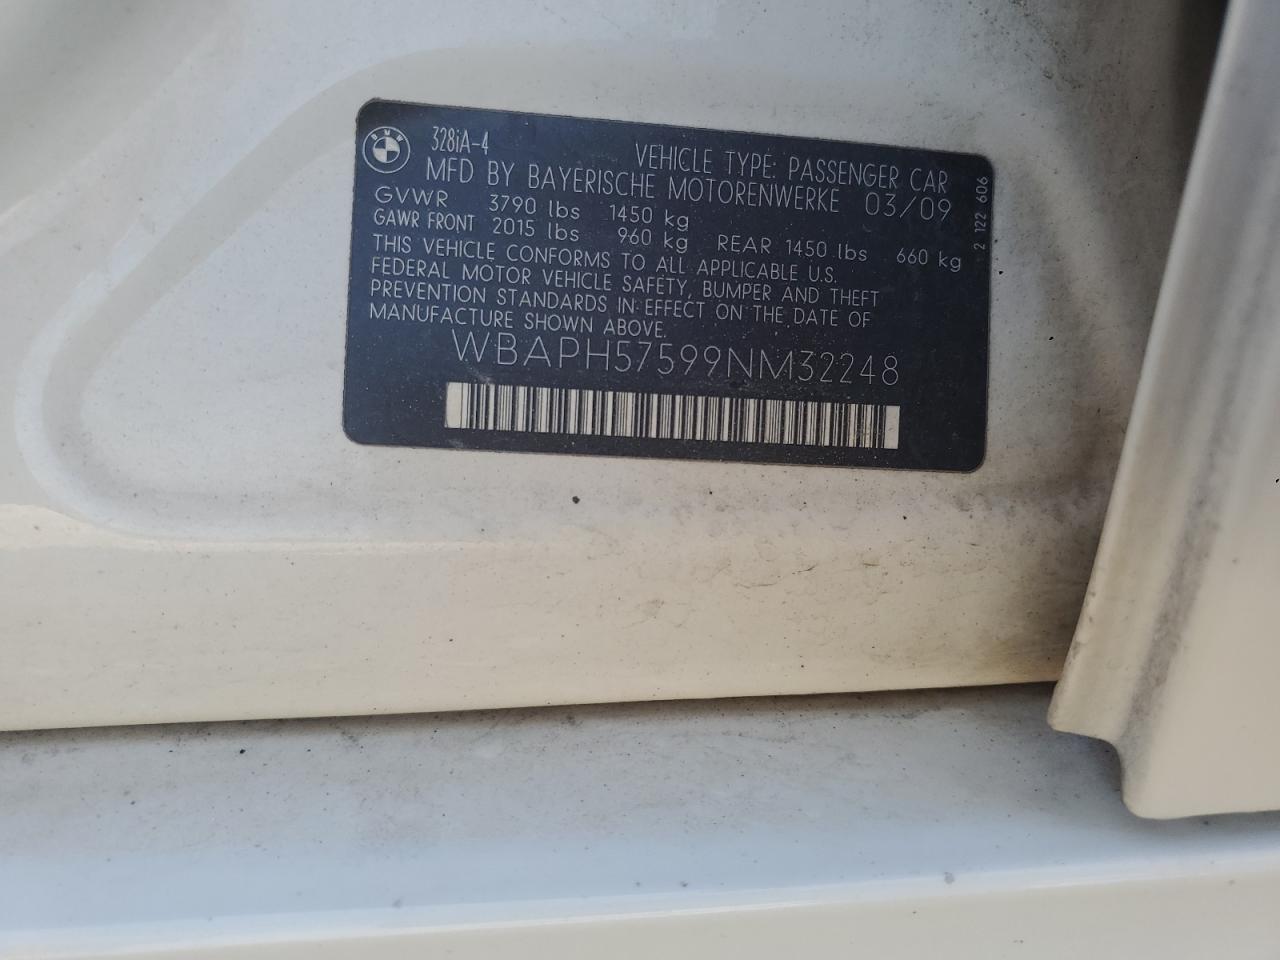 BMW
328iA-4
VEHICLE TYPE: PASSENGER CAR
MFD BY BAYERISCHE MOTORENWERKE 03/09
GVWR 3790 lbs 1450 kg
GAWR FRONT 2015 lbs 960 kg REAR 1450 lbs 660 kg
THIS VEHICLE CONFORMS TO ALL APPLICABLE U.S.
FEDERAL MOTOR VEHICLE SAFETY, BUMPER AND THEFT
PREVENTION STANDARDS IN EFFECT ON THE DATE OF
MANUFACTURE SHOWN ABOVE.
WBAPH57599NM32248
2 122 606